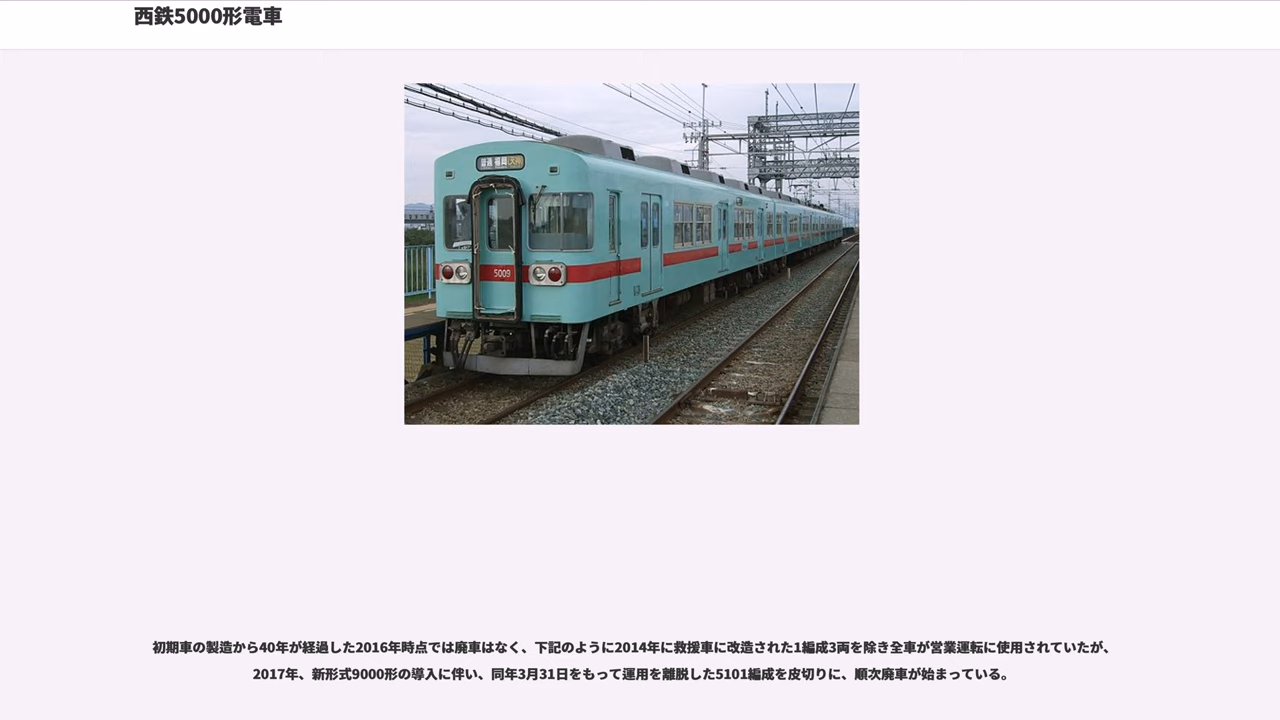 西鉄5000形電車
普通 福岡
5009
初期車の製造から40年が経過した2016年時点では廃車はなく、下記のように2014年に救援車に改造された1編成3両を除き全車が営業運転に使用されていたが、
2017年、新形式9000形の導入に伴い、同年3月31日をもって運用を離脱した5101編成を皮切りに、順次廃車が始まっている。